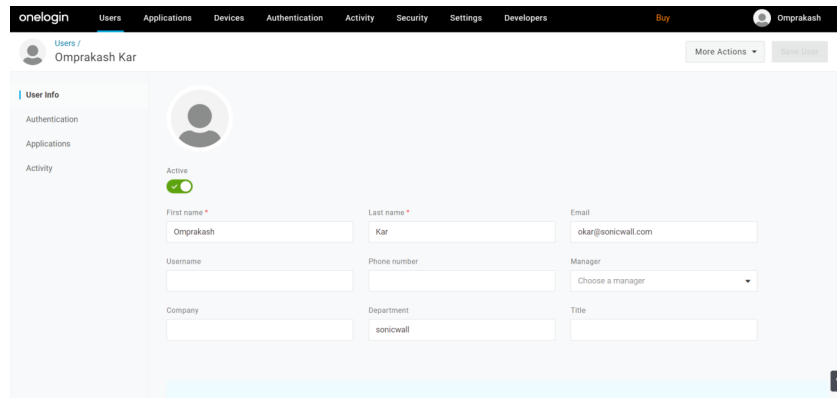 onelogin Users Applications Devices Authentication Activity Security Settings Developers Buy Omprakash
Users /
Omprakash Kar
More Actions
Save User
User Info
Authentication
Applications
Activity
Active
First name * Last name * Email
Omprakash Kar okar@sonicwall.com
Username Phone number Manager
Choose a manager
Company Department Title
sonicwall